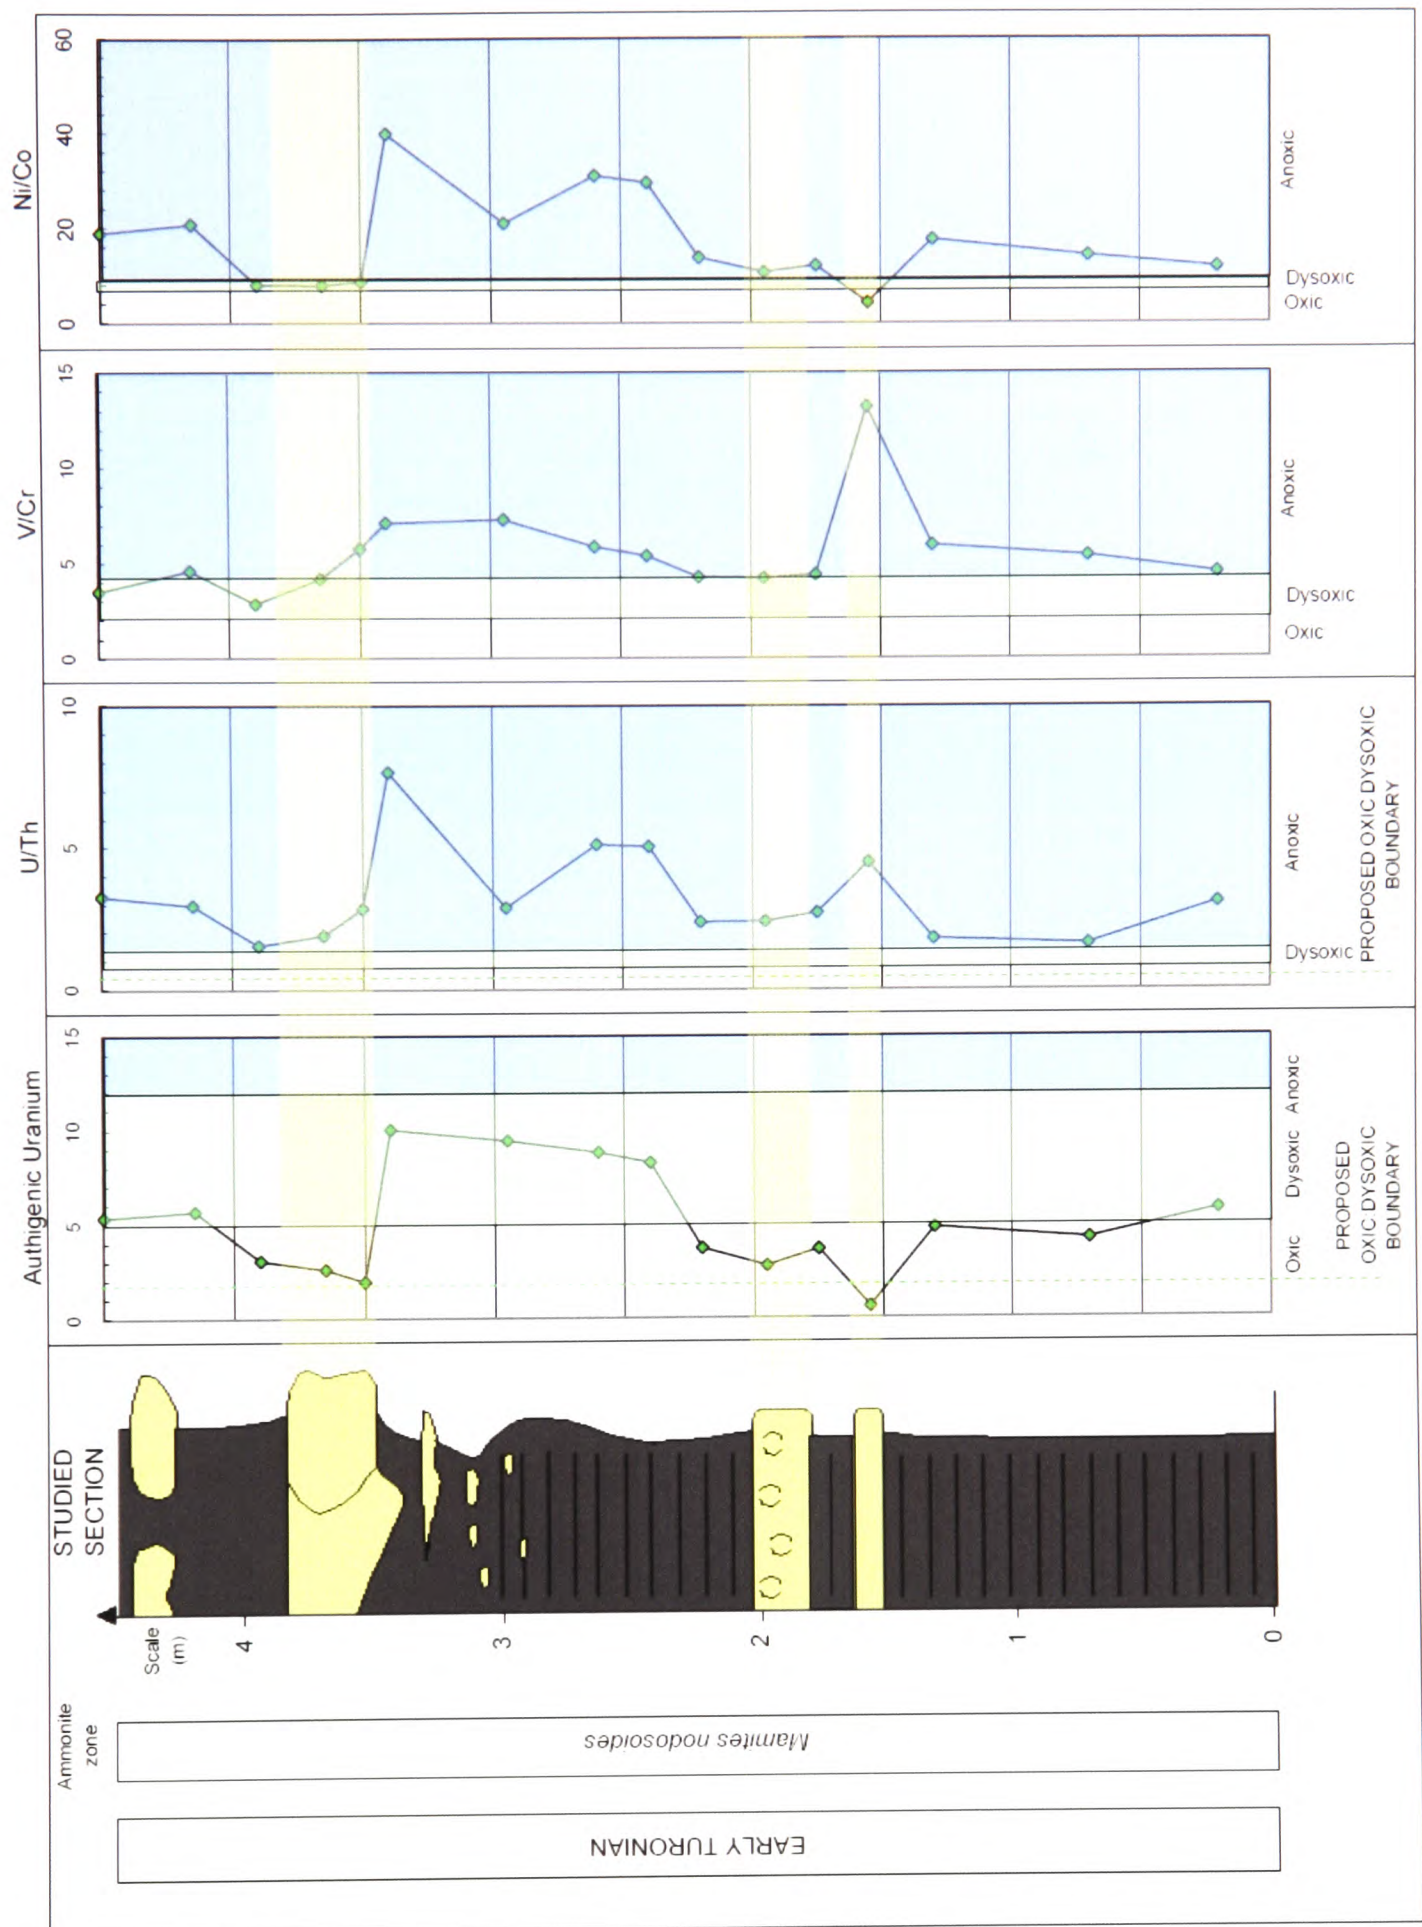 Ni/Co
60
40
20
0
Anoxic
Dysoxic
Oxic
V/Cr
15
10
5
0
Anoxic
Dysoxic
Oxic
U/Th
10
5
0
Anoxic
Dysoxic
PROPOSED OXIC DYSOXIC
BOUNDARY
Authigenic Uranium
15
10
5
0
Anoxic
Dysoxic
Oxic
PROPOSED
OXIC DYSOXIC
BOUNDARY
STUDIED
SECTION
Scale
(m)
4
3
2
1
0
Ammonite
zone
Mamites nodosoides
EARLY TURONIAN